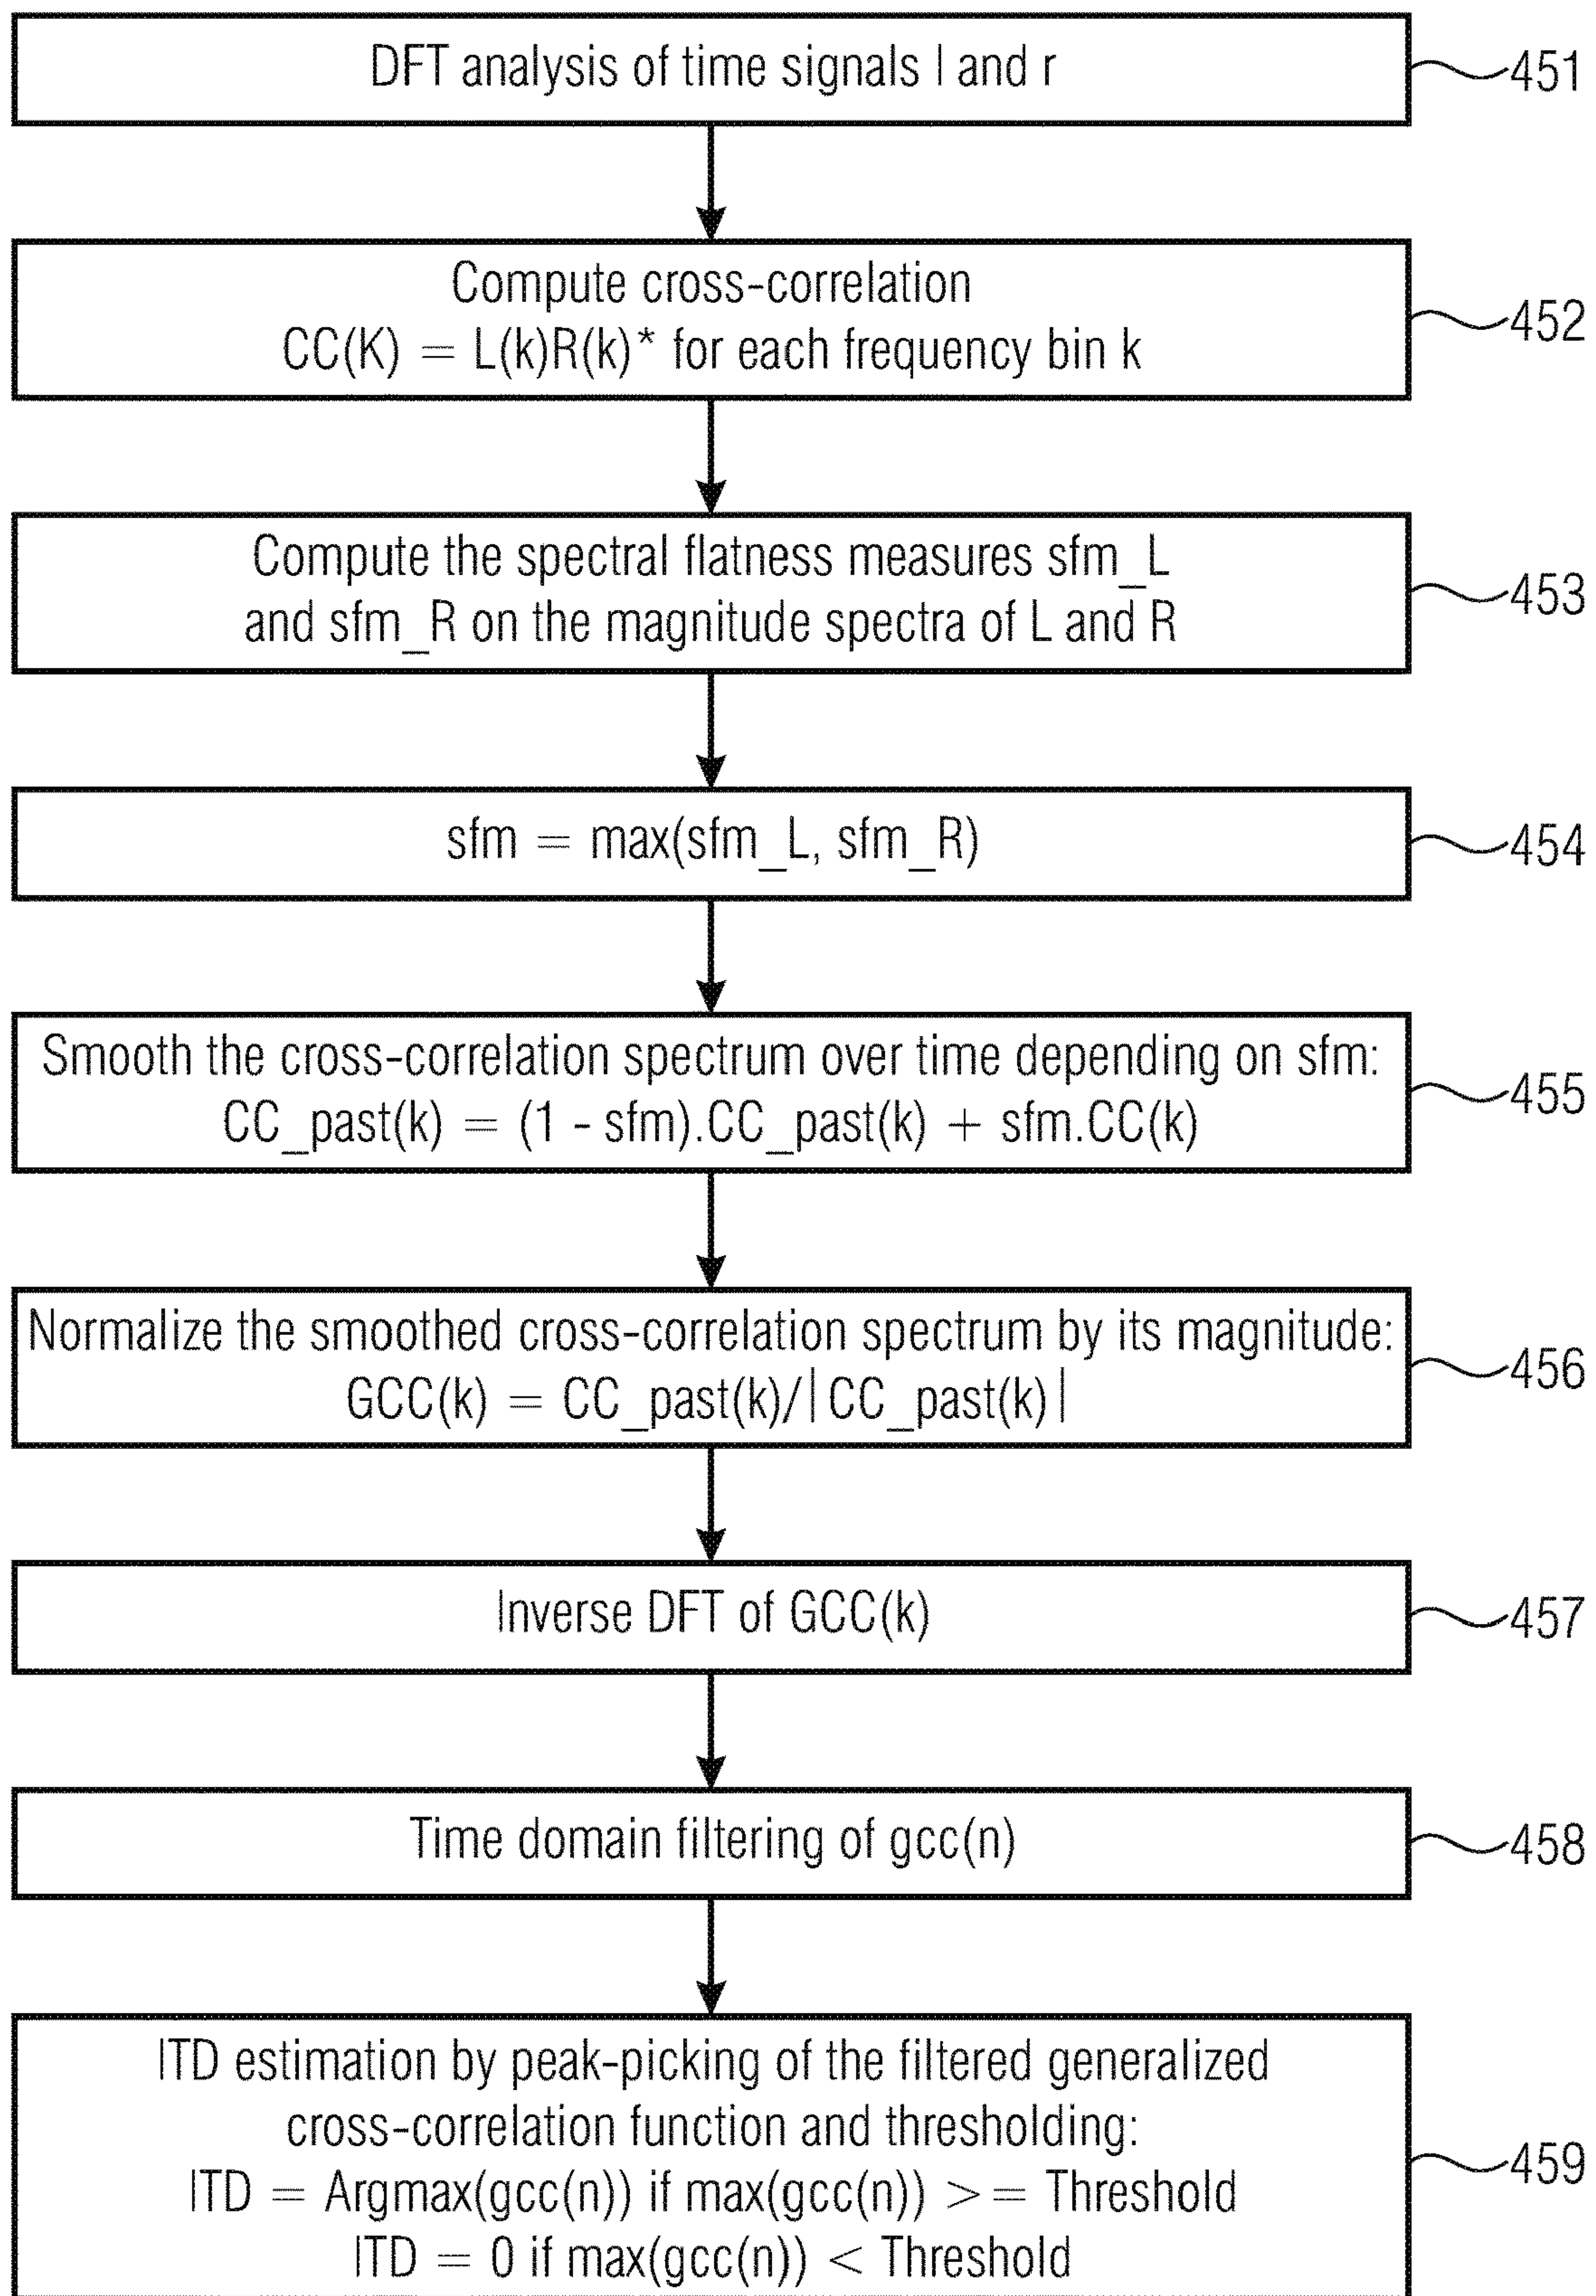 DFT analysis of time signals l and r
451
Compute cross-correlation
CC(K) = L(k)R(k)* for each frequency bin k
452
Compute the spectral flatness measures sfm_L
and sfm_R on the magnitude spectra of L and R
453
sfm = max(sfm_L, sfm_R)
454
Smooth the cross-correlation spectrum over time depending on sfm:
CC_past(k) = (1 - sfm).CC_past(k) + sfm.CC(k)
455
Normalize the smoothed cross-correlation spectrum by its magnitude:
GCC(k) = CC_past(k)/|CC_past(k)|
456
Inverse DFT of GCC(k)
457
Time domain filtering of gcc(n)
458
ITD estimation by peak-picking of the filtered generalized
cross-correlation function and thresholding:
ITD = Argmax(gcc(n)) if max(gcc(n)) >= Threshold
ITD = 0 if max(gcc(n)) < Threshold
459